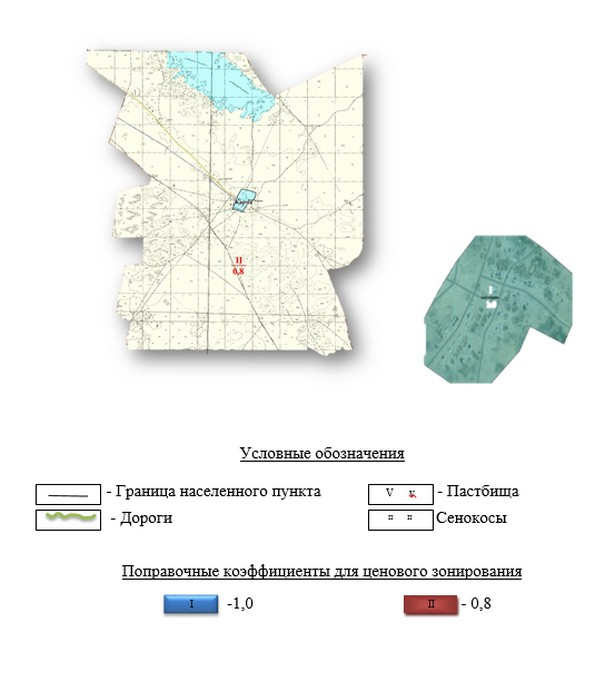 II
0,8
I
Условные обозначения
- Граница населенного пункта
V v - Пастбища
- Дороги
Сенокосы
Поправочные коэффициенты для ценового зонирования
I -1,0
II - 0,8